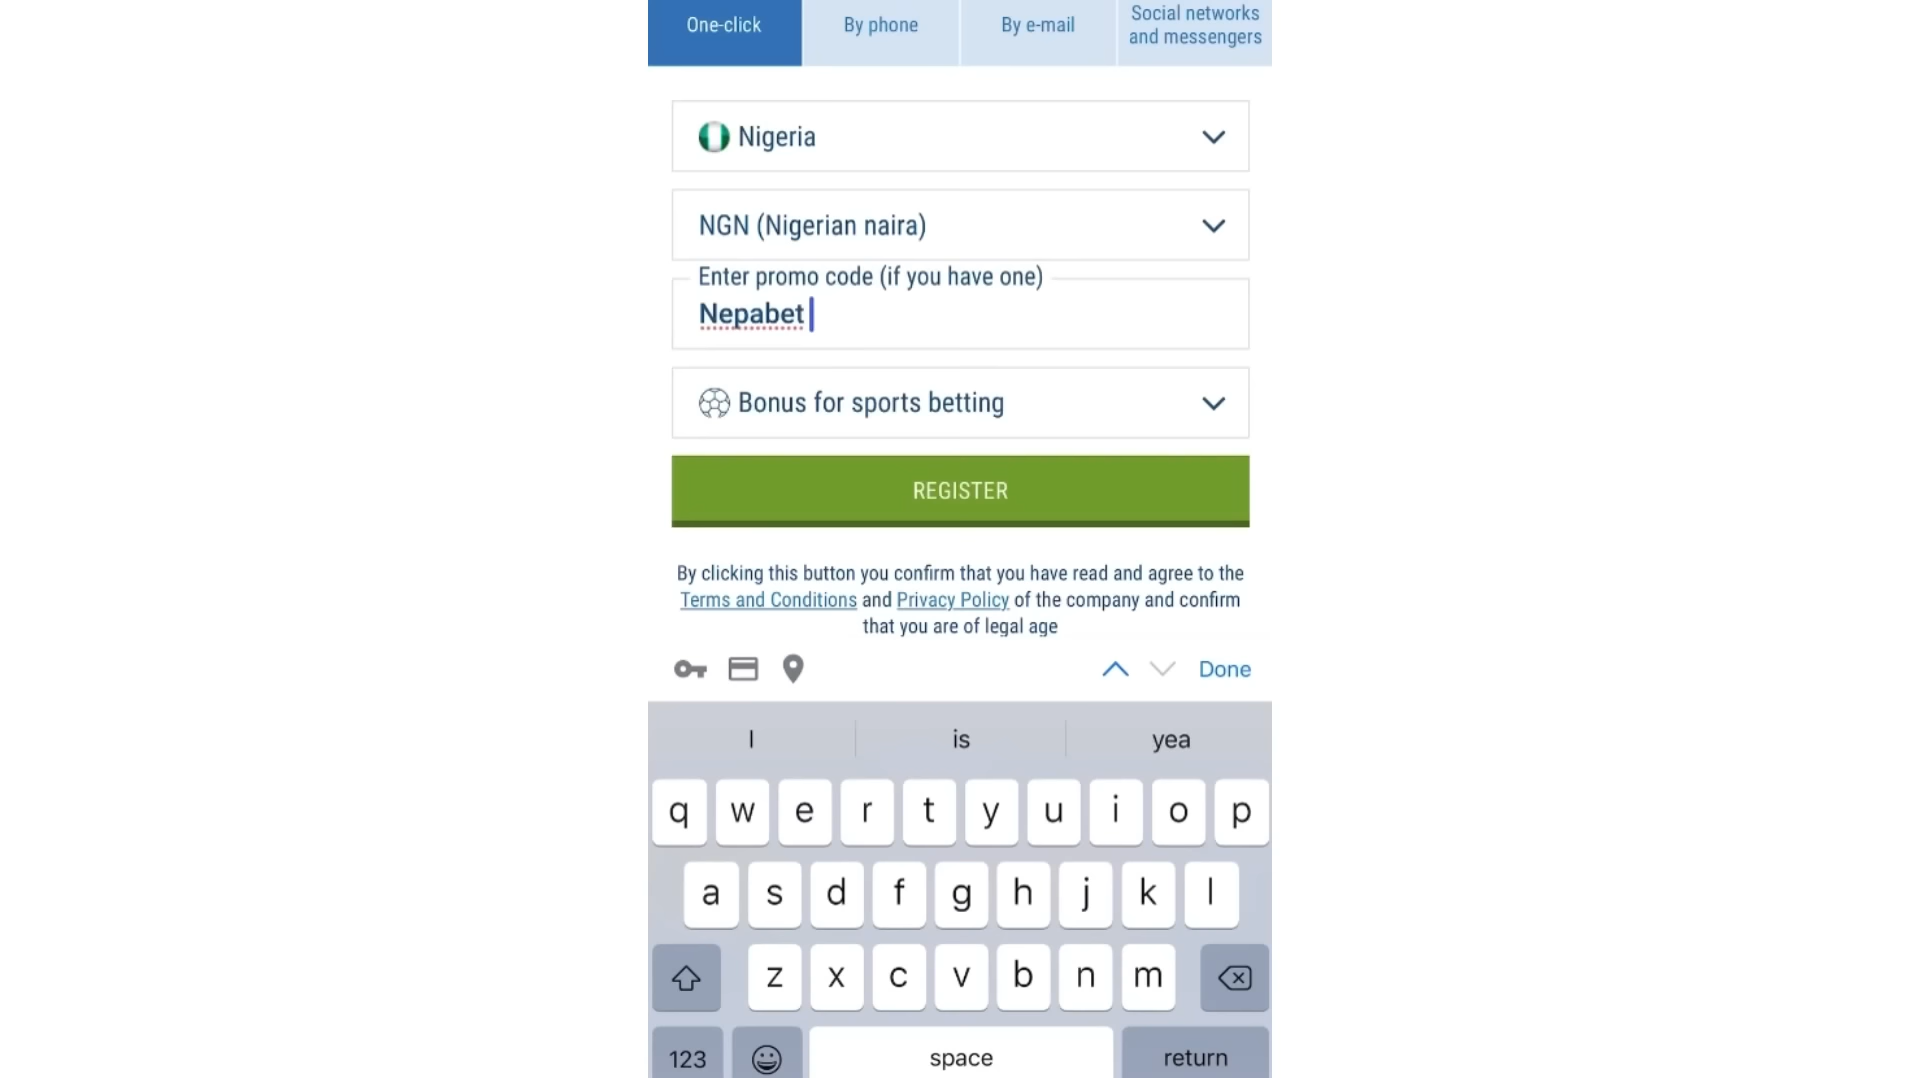 One-click
By phone
By e-mail
Social networks
and messengers
Nigeria
NGN (Nigerian naira)
Enter promo code (if you have one)
Nepabet
Bonus for sports betting
REGISTER
By clicking this button you confirm that you have read and agree to the
Terms and Conditions and Privacy Policy of the company and confirm
that you are of legal age
Done
I is yea
q w e r t y u i o p
a s d f g h j k l
z x c v b n m
123 space return